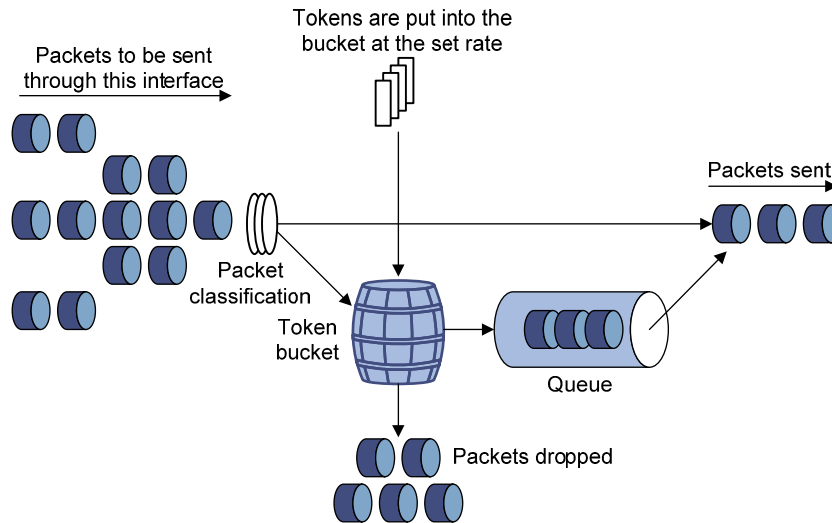 Tokens are put into the
bucket at the set rate
Packets to be sent
through this interface
Packets sent
Packet
classification
Token
bucket
Queue
Packets dropped